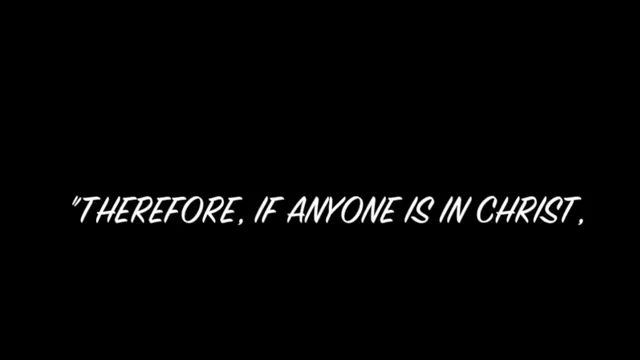 "THEREFORE, IF ANYONE IS IN CHRIST,